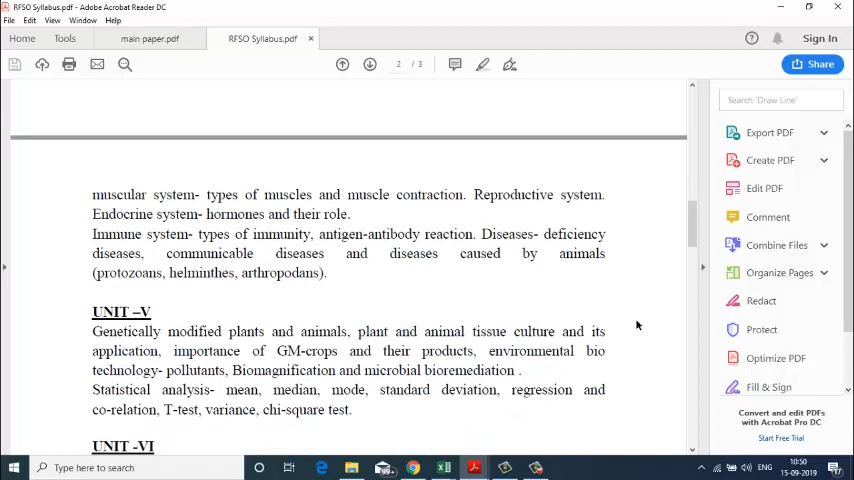 RFSO Syllabus.pdf - Adobe Acrobat Reader DC
File Edit View Window Help
Home Tools main paper.pdf RFSO Syllabus.pdf × Sign In
2 / 3 Share
muscular system- types of muscles and muscle contraction. Reproductive system.
Endocrine system- hormones and their role.
Immune system- types of immunity, antigen-antibody reaction. Diseases- deficiency
diseases, communicable diseases and diseases caused by animals
(protozoans, helminthes, arthropodans).
UNIT –V
Genetically modified plants and animals, plant and animal tissue culture and its
application, importance of GM-crops and their products, environmental bio
technology- pollutants, Biomagnification and microbial bioremediation .
Statistical analysis- mean, median, mode, standard deviation, regression and
co-relation, T-test, variance, chi-square test.
UNIT -VI
Search 'Draw Line'
Export PDF
Create PDF
Edit PDF
Comment
Combine Files
Organize Pages
Redact
Protect
Optimize PDF
Fill & Sign
Convert and edit PDFs
with Acrobat Pro DC
Start Free Trial
Type here to search
99+
ENG
10:50
15-09-2019
17